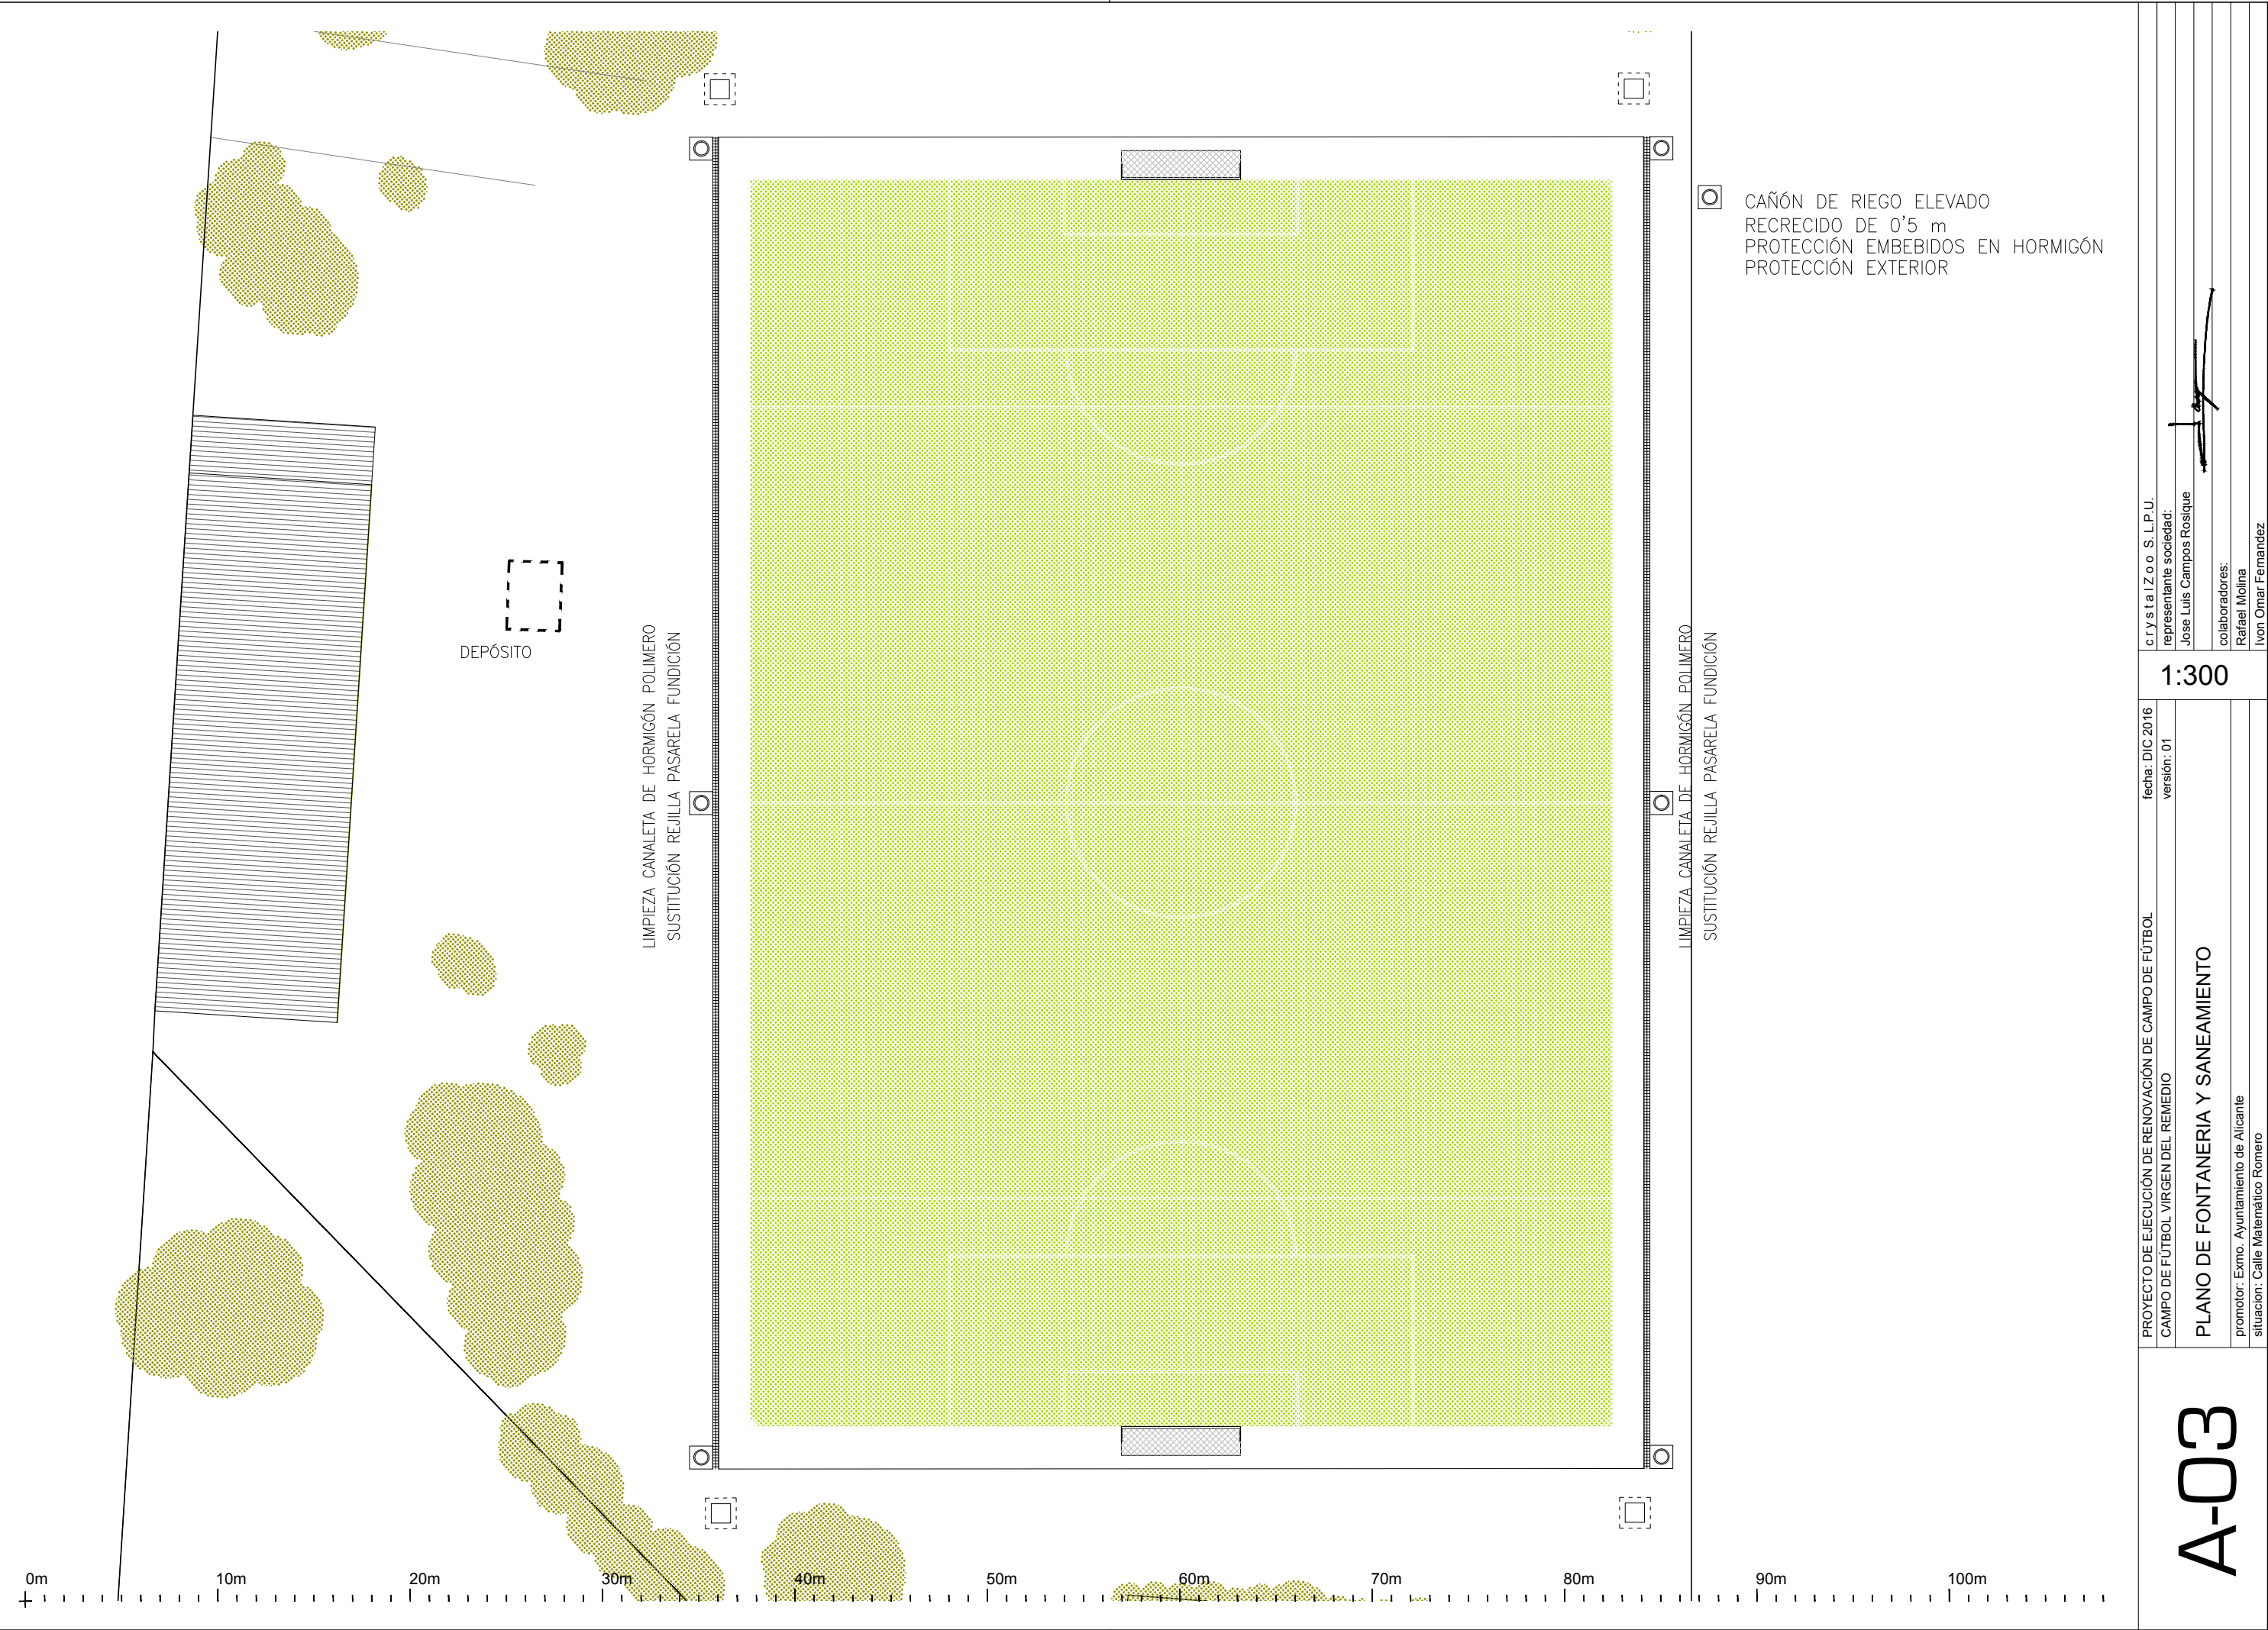 CAÑÓN DE RIEGO ELEVADO
RECRECIDO DE 0'5 m
PROTECCIÓN EMBEBIDOS EN HORMIGÓN
PROTECCIÓN EXTERIOR
DEPÓSITO
LIMPIEZA CANALETA DE HORMIGÓN POLIMERO
SUSTITUCIÓN REJILLA PASARELA FUNDICIÓN
LIMPIEZA CANALETA DE HORMIGÓN POLIMERO
SUSTITUCIÓN REJILLA PASARELA FUNDICIÓN
0m 10m 20m 30m 40m 50m 60m 70m 80m 90m 100m
crystalZoo S.L.P.U.
representante sociedad:
Jose Luis Campos Rosique
colaboradores:
Rafael Molina
Ivon Omar Fernandez
1:300
PROYECTO DE EJECUCIÓN DE RENOVACIÓN DE CAMPO DE FÚTBOL fecha: DIC 2016
CAMPO DE FÚTBOL VIRGEN DEL REMEDIO versión: 01
PLANO DE FONTANERIA Y SANEAMIENTO
promotor: Exmo. Ayuntamiento de Alicante
situacion: Calle Matemático Romero
A-03